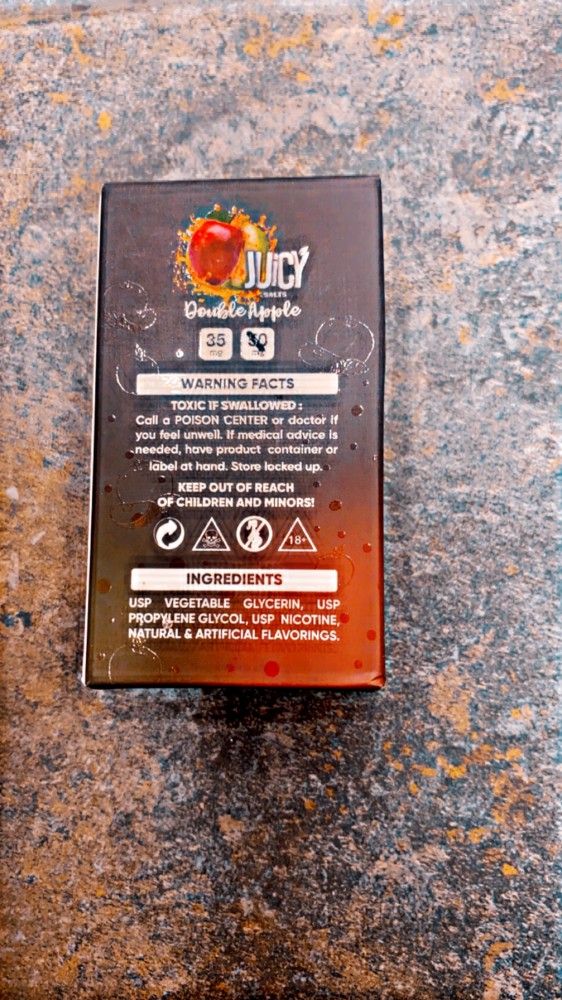 JUiCY
SALTS
Double Apple
35 50
mg mg
WARNING FACTS
TOXIC IF SWALLOWED :
Call a POISON CENTER or doctor if
you feel unwell. If medical advice is
needed, have product container or
label at hand. Store locked up.
KEEP OUT OF REACH
OF CHILDREN AND MINORS!
18+
INGREDIENTS
USP VEGETABLE GLYCERIN, USP
PROPYLENE GLYCOL, USP NICOTINE,
NATURAL & ARTIFICIAL FLAVORINGS.